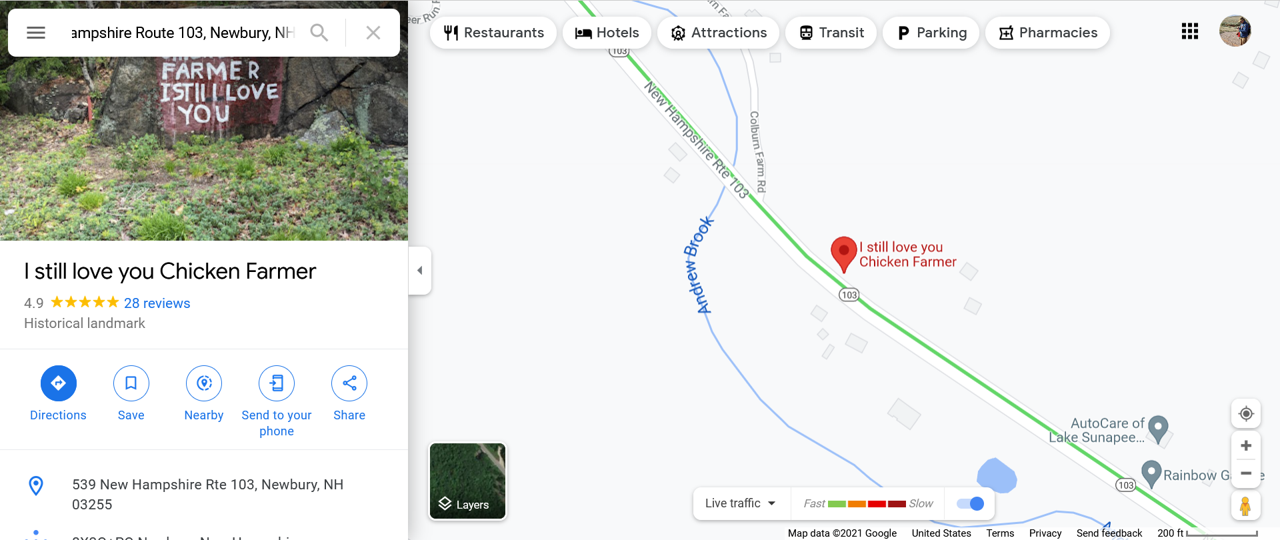 ampshire Route 103, Newbury, NH
FARMER
I STILL LOVE
YOU
I still love you Chicken Farmer
4.9
28 reviews
Historical landmark
Directions
Save
Nearby
Send to your
phone
Share
539 New Hampshire Rte 103, Newbury, NH
03255
Restaurants
Hotels
Attractions
Transit
Parking
Pharmacies
103
New Hampshire Rte 103
Colburn Farm Rd
Andrew Brook
I still love you
Chicken Farmer
103
AutoCare of
Lake Sunapee...
Rainbow
103
Layers
Live traffic
Fast
Slow
Map data ©2021 Google
United States
Terms
Privacy
Send feedback
200 ft